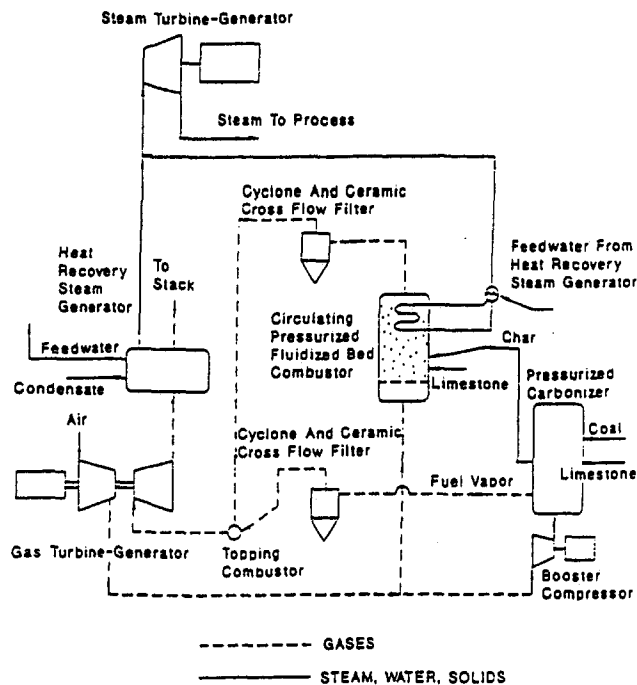 Steam Turbine-Generator
Steam To Process
Cyclone And Ceramic
Cross Flow Filter
Heat
Recovery
Steam
Generator
To
Stack
Feedwater From
Heat Recovery
Steam Generator
Circulating
Pressurized
Fluidized Bed
Combustor
Char
Feedwater
Limestone
Pressurized
Carbonizer
Condensate
Air
Cyclone And Ceramic
Cross Flow Filter
Coal
Fuel Vapor
Limestone
Gas Turbine-Generator
Topping
Combustor
Booster
Compressor
GASES
STEAM, WATER, SOLIDS